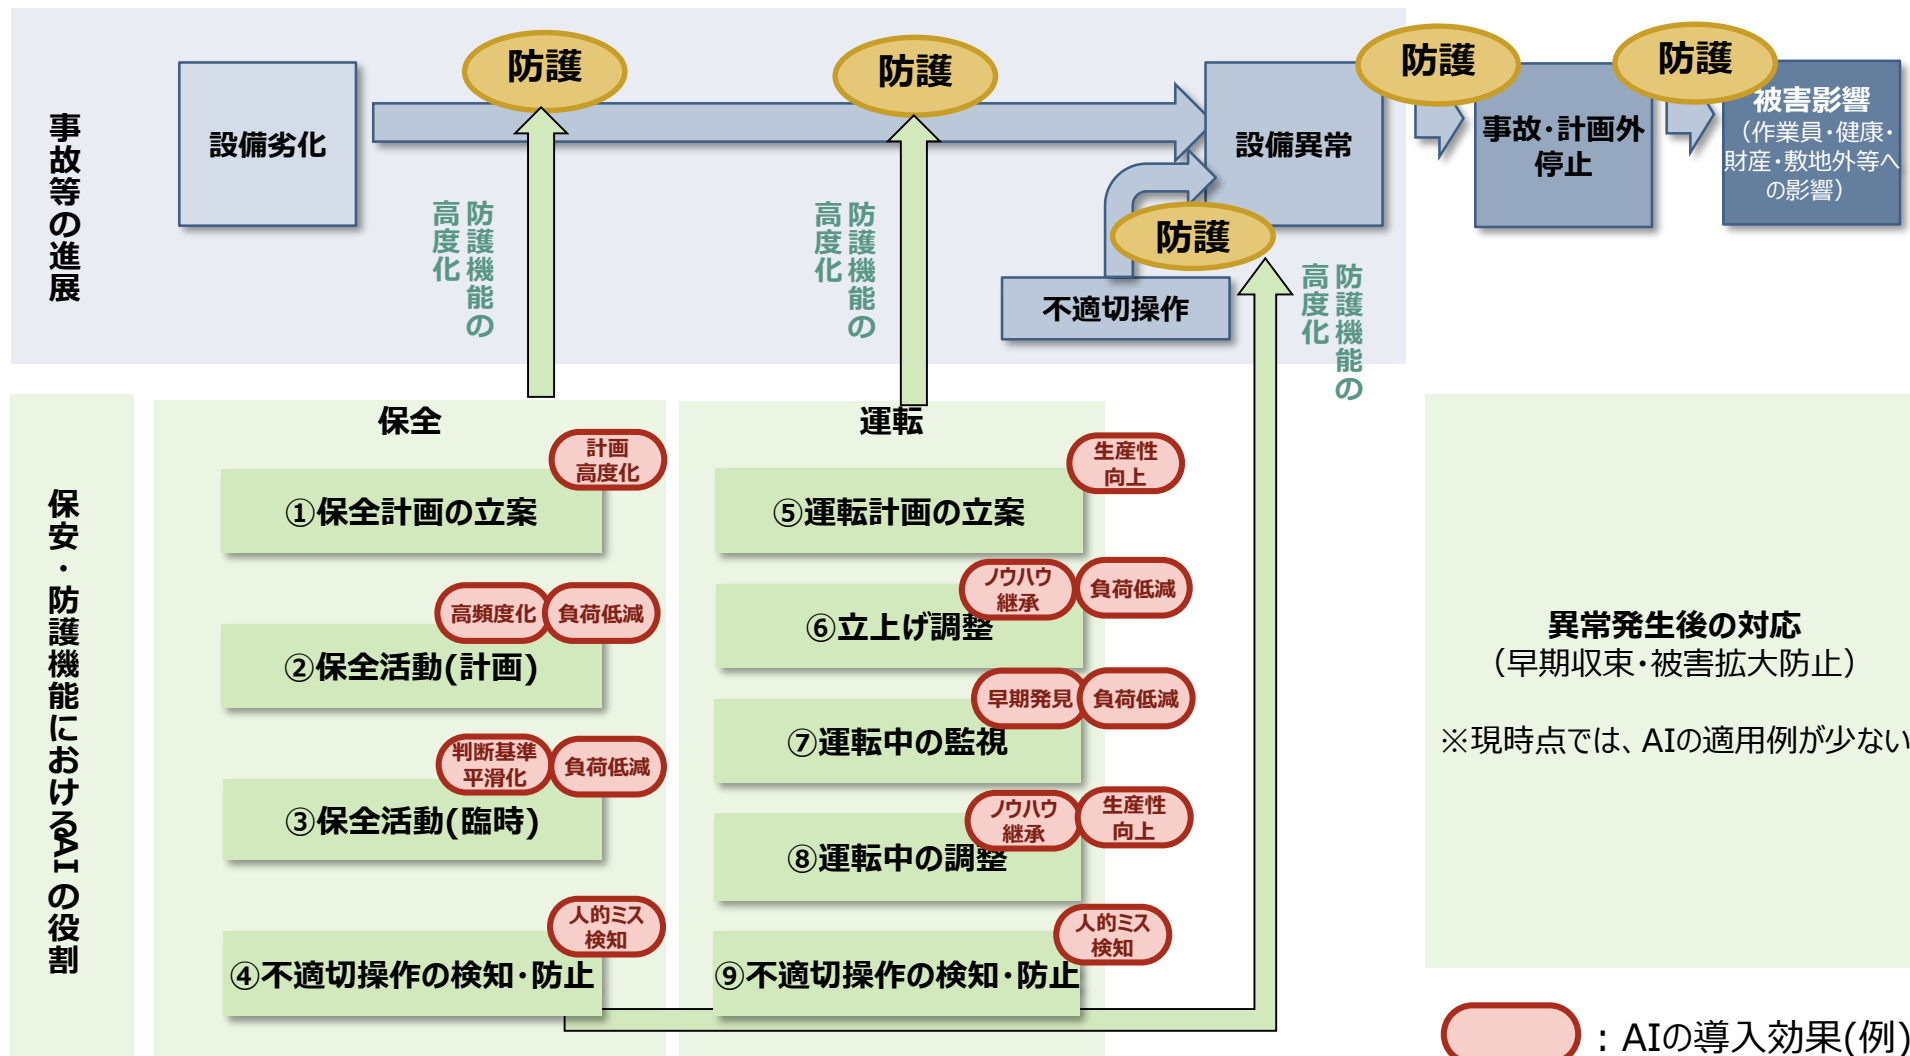 事故等の進展
設備劣化
防護
防護
防護
防護
防護
設備異常
不適切操作
事故・計画外
停止
被害影響
（作業員・健康・
財産・敷地外等へ
の影響）
防護機能の
高度化
防護機能の
高度化
防護機能の
高度化
保安・防護機能におけるAIの役割
保全
計画
高度化
①保全計画の立案
高頻度化
負荷低減
②保全活動(計画)
判断基準
平滑化
負荷低減
③保全活動(臨時)
人的ミス
検知
④不適切操作の検知・防止
運転
生産性
向上
⑤運転計画の立案
ノウハウ
継承
負荷低減
⑥立上げ調整
早期発見
負荷低減
⑦運転中の監視
ノウハウ
継承
生産性
向上
⑧運転中の調整
人的ミス
検知
⑨不適切操作の検知・防止
異常発生後の対応
（早期収束・被害拡大防止）
※現時点では、AIの適用例が少ない
：AIの導入効果(例)